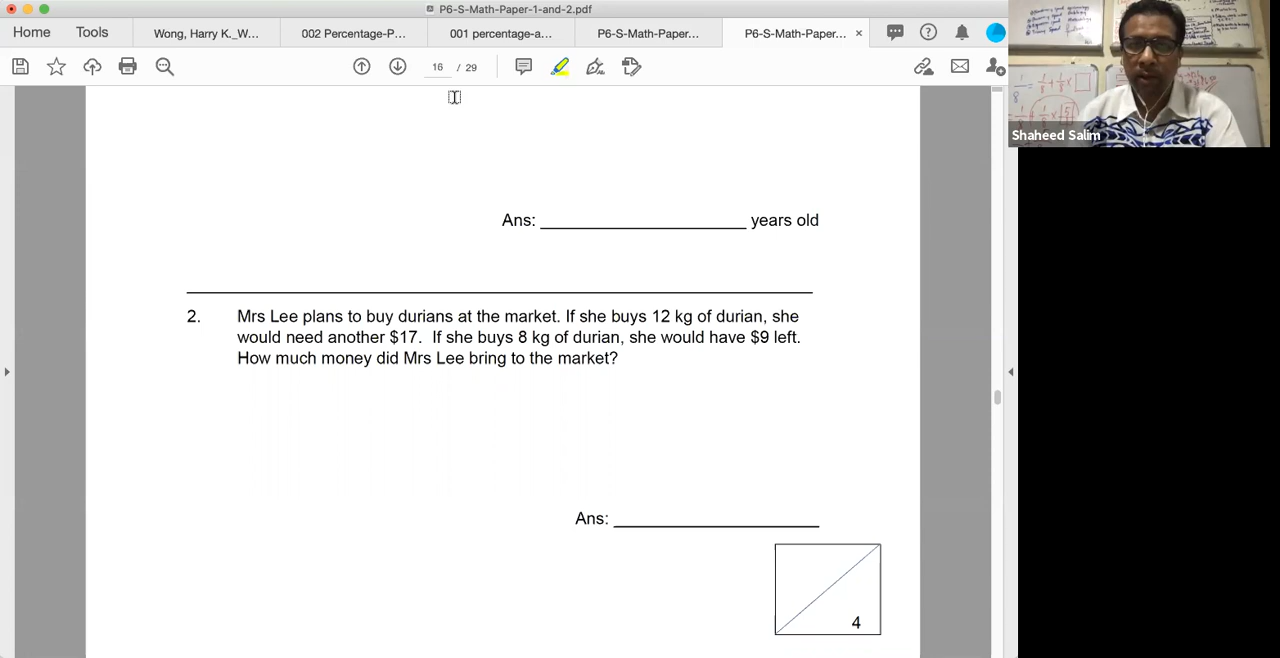 P6-S-Math-Paper-1-and-2.pdf
Home Tools Wong, Harry K._W... 002 Percentage-P... 001 percentage-a... P6-S-Math-Paper... P6-S-Math-Paper... ×
16 / 29
Shaheed Salim
Ans: ____________________ years old
2. Mrs Lee plans to buy durians at the market. If she buys 12 kg of durian, she
would need another $17. If she buys 8 kg of durian, she would have $9 left.
How much money did Mrs Lee bring to the market?
Ans: ____________________
4